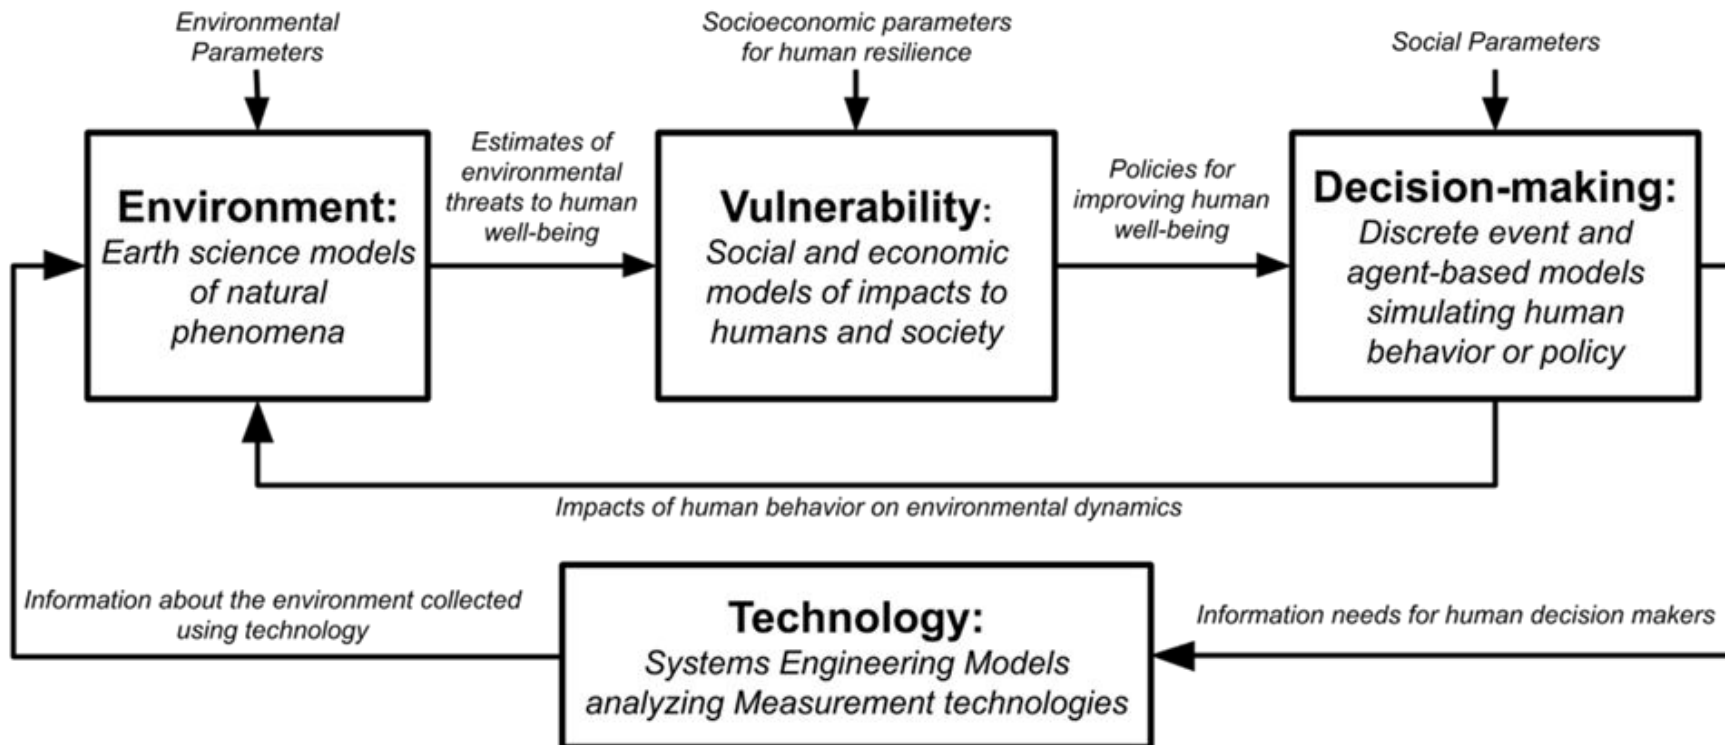 Environmental
Parameters
Socioeconomic parameters
for human resilience
Social Parameters
Environment:
Earth science models
of natural
phenomena
Estimates of
environmental
threats to human
well-being
Vulnerability:
Social and economic
models of impacts to
humans and society
Policies for
improving human
well-being
Decision-making:
Discrete event and
agent-based models
simulating human
behavior or policy
Impacts of human behavior on environmental dynamics
Information about the environment collected
using technology
Technology:
Systems Engineering Models
analyzing Measurement technologies
Information needs for human decision makers